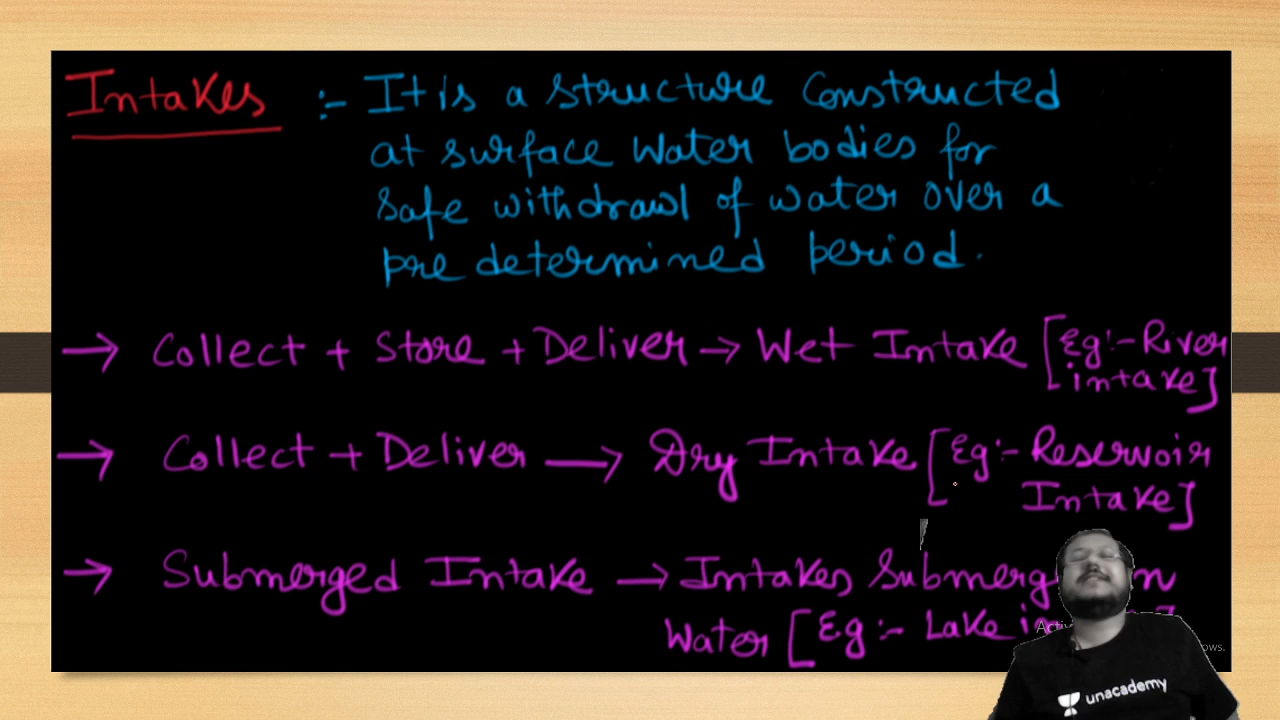 Intakes :- It is a structure Constructed
at surface Water bodies for
Safe withdrawl of water over a
pre determined period.
→ Collect + Store + Deliver → Wet Intake [Eg:- River
intake]
→ Collect + Deliver → Dry Intake [Eg:- Reservoir
Intake]
→ Submerged Intake → Intakes Submerg
Water [Eg:- Lake
unacademy